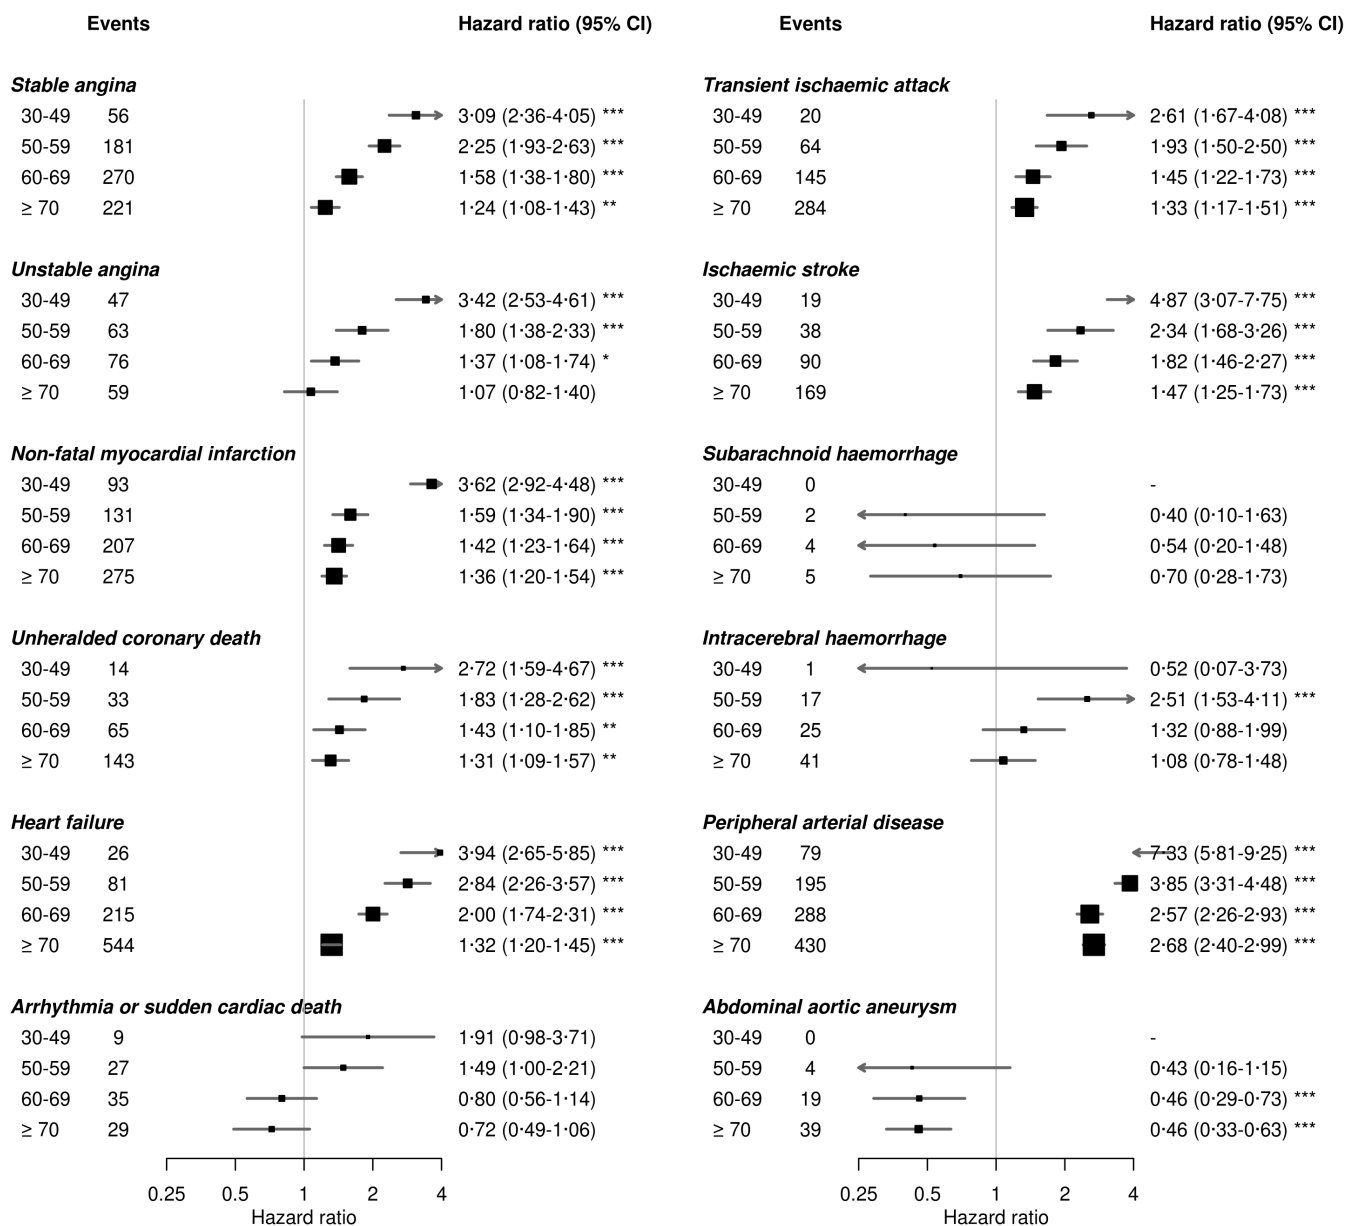 Events Hazard ratio (95% CI)
Stable angina
30-49 56 3·09 (2·36-4·05) ***
50-59 181 2·25 (1·93-2·63) ***
60-69 270 1·58 (1·38-1·80) ***
≥ 70 221 1·24 (1·08-1·43) **
Unstable angina
30-49 47 3·42 (2·53-4·61) ***
50-59 63 1·80 (1·38-2·33) ***
60-69 76 1·37 (1·08-1·74) *
≥ 70 59 1·07 (0·82-1·40)
Non-fatal myocardial infarction
30-49 93 3·62 (2·92-4·48) ***
50-59 131 1·59 (1·34-1·90) ***
60-69 207 1·42 (1·23-1·64) ***
≥ 70 275 1·36 (1·20-1·54) ***
Unheralded coronary death
30-49 14 2·72 (1·59-4·67) ***
50-59 33 1·83 (1·28-2·62) ***
60-69 65 1·43 (1·10-1·85) **
≥ 70 143 1·31 (1·09-1·57) **
Heart failure
30-49 26 3·94 (2·65-5·85) ***
50-59 81 2·84 (2·26-3·57) ***
60-69 215 2·00 (1·74-2·31) ***
≥ 70 544 1·32 (1·20-1·45) ***
Arrhythmia or sudden cardiac death
30-49 9 1·91 (0·98-3·71)
50-59 27 1·49 (1·00-2·21)
60-69 35 0·80 (0·56-1·14)
≥ 70 29 0·72 (0·49-1·06)
0.25 0.5 1 2 4
Hazard ratio
Events Hazard ratio (95% CI)
Transient ischaemic attack
30-49 20 2·61 (1·67-4·08) ***
50-59 64 1·93 (1·50-2·50) ***
60-69 145 1·45 (1·22-1·73) ***
≥ 70 284 1·33 (1·17-1·51) ***
Ischaemic stroke
30-49 19 4·87 (3·07-7·75) ***
50-59 38 2·34 (1·68-3·26) ***
60-69 90 1·82 (1·46-2·27) ***
≥ 70 169 1·47 (1·25-1·73) ***
Subarachnoid haemorrhage
30-49 0 -
50-59 2 0·40 (0·10-1·63)
60-69 4 0·54 (0·20-1·48)
≥ 70 5 0·70 (0·28-1·73)
Intracerebral haemorrhage
30-49 1 0·52 (0·07-3·73)
50-59 17 2·51 (1·53-4·11) ***
60-69 25 1·32 (0·88-1·99)
≥ 70 41 1·08 (0·78-1·48)
Peripheral arterial disease
30-49 79 7·33 (5·81-9·25) ***
50-59 195 3·85 (3·31-4·48) ***
60-69 288 2·57 (2·26-2·93) ***
≥ 70 430 2·68 (2·40-2·99) ***
Abdominal aortic aneurysm
30-49 0 -
50-59 4 0·43 (0·16-1·15)
60-69 19 0·46 (0·29-0·73) ***
≥ 70 39 0·46 (0·33-0·63) ***
0.25 0.5 1 2 4
Hazard ratio